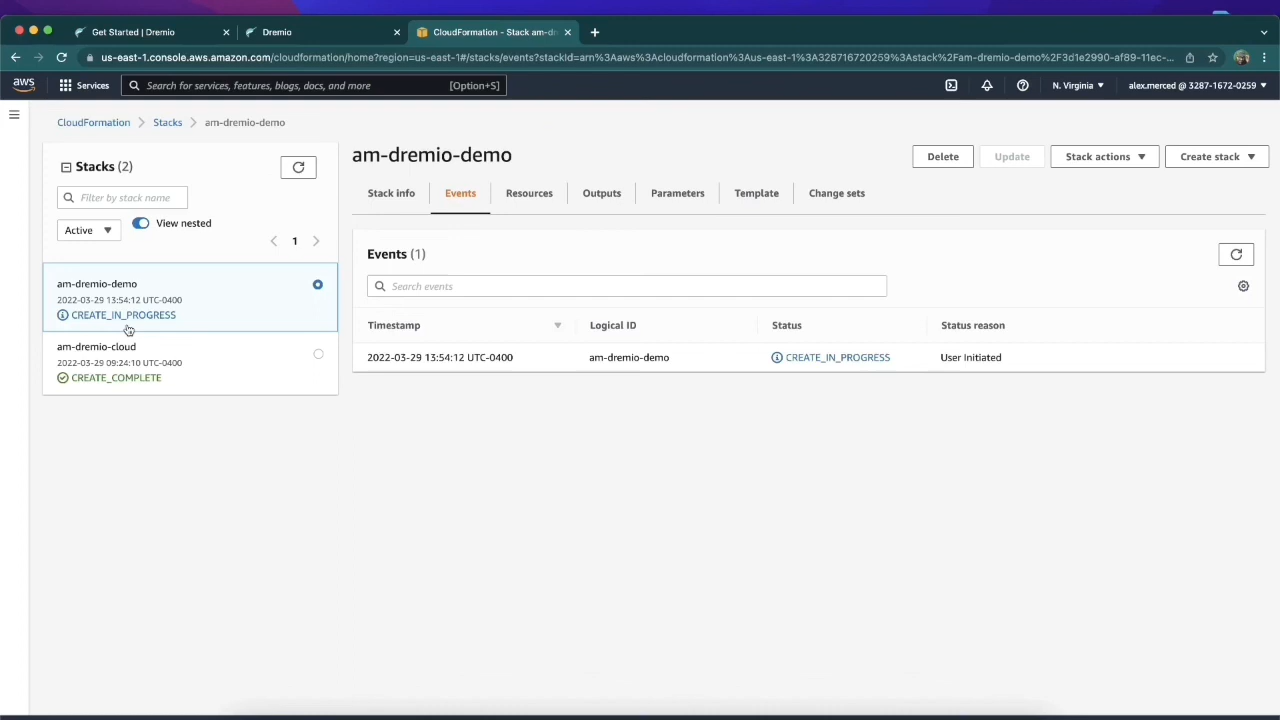 Get Started | Dremio
Dremio
CloudFormation - Stack am-dr
us-east-1.console.aws.amazon.com/cloudformation/home?region=us-east-1#/stacks/events?stackId=arn%3Aaws%3Acloudformation%3Aus-east-1%3A328716720259%3Astack%2Fam-dremio-demo%2F3d1e2990-af89-11ec-...
aws
Services
Search for services, features, blogs, docs, and more
[Option+S]
N. Virginia ▼
alex.merced @ 3287-1672-0259 ▼
CloudFormation
Stacks
am-dremio-demo
Stacks (2)
Filter by stack name
Active
View nested
1
am-dremio-demo
2022-03-29 13:54:12 UTC-0400
CREATE_IN_PROGRESS
am-dremio-cloud
2022-03-29 09:24:10 UTC-0400
CREATE_COMPLETE
am-dremio-demo
Delete
Update
Stack actions
Create stack
Stack info
Events
Resources
Outputs
Parameters
Template
Change sets
Events (1)
Search events
Timestamp
Logical ID
Status
Status reason
2022-03-29 13:54:12 UTC-0400
am-dremio-demo
CREATE_IN_PROGRESS
User Initiated